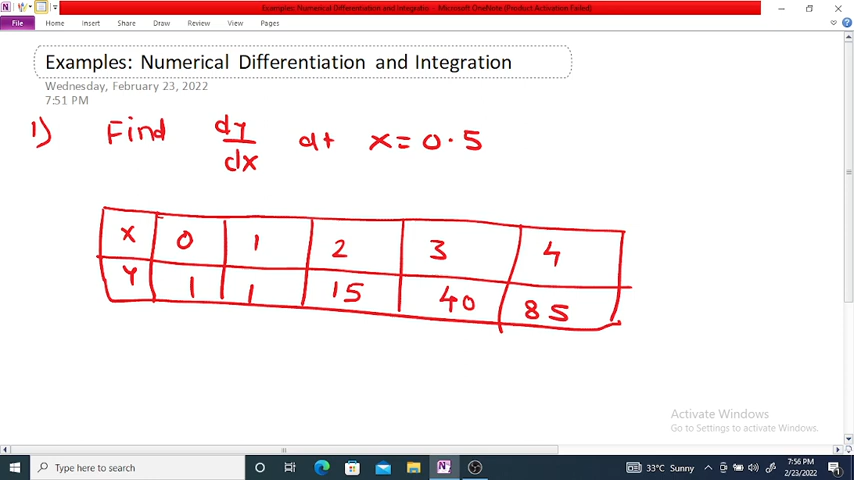 Examples: Numerical Differentiation and Integratin - Microsoft OneNote (Product Activation Failed)
File Home Insert Share Draw Review View Pages
Examples: Numerical Differentiation and Integration
Wednesday, February 23, 2022
7:51 PM
1) Find dy/dx at x = 0.5
X 0 1 2 3 4
Y 1 1 15 40 85
Activate Windows
Go to Settings to activate Windows.
Type here to search
33°C Sunny
7:56 PM
2/23/2022